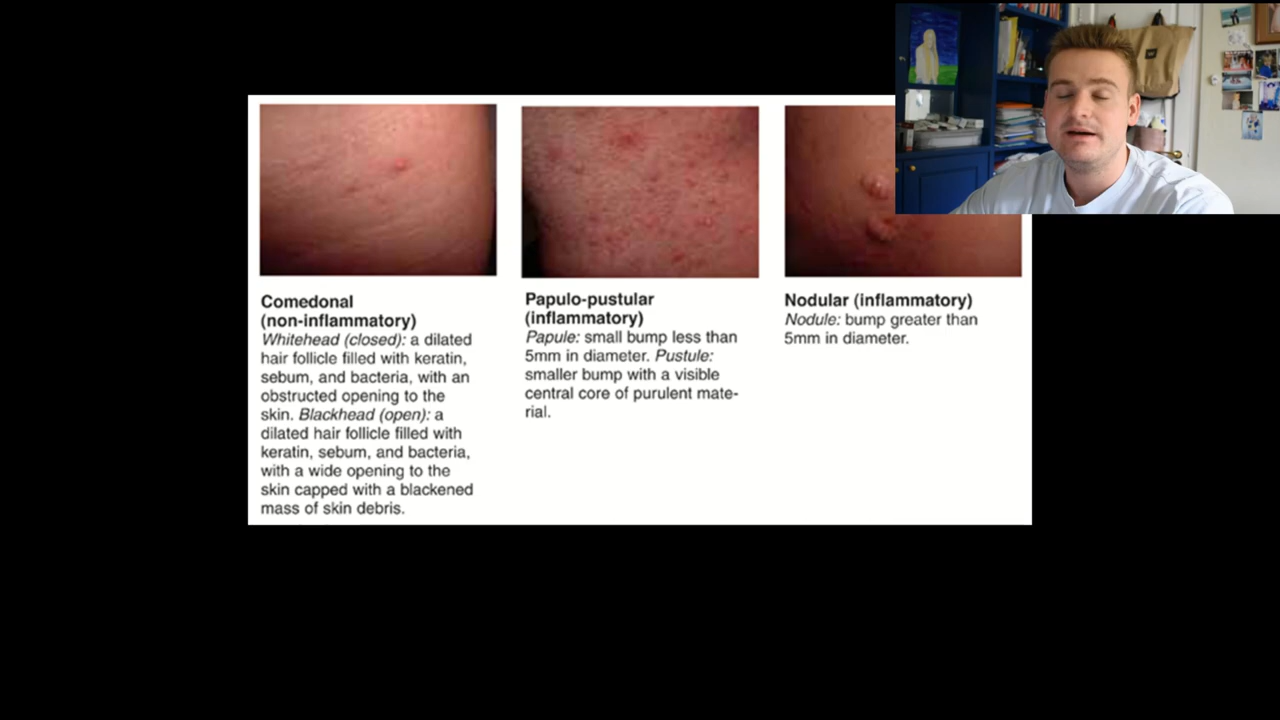 Comedonal
(non-inflammatory)
Whitehead (closed): a dilated
hair follicle filled with keratin,
sebum, and bacteria, with an
obstructed opening to the
skin. Blackhead (open): a
dilated hair follicle filled with
keratin, sebum, and bacteria,
with a wide opening to the
skin capped with a blackened
mass of skin debris.
Papulo-pustular
(inflammatory)
Papule: small bump less than
5mm in diameter. Pustule:
smaller bump with a visible
central core of purulent mate-
rial.
Nodular (inflammatory)
Nodule: bump greater than
5mm in diameter.